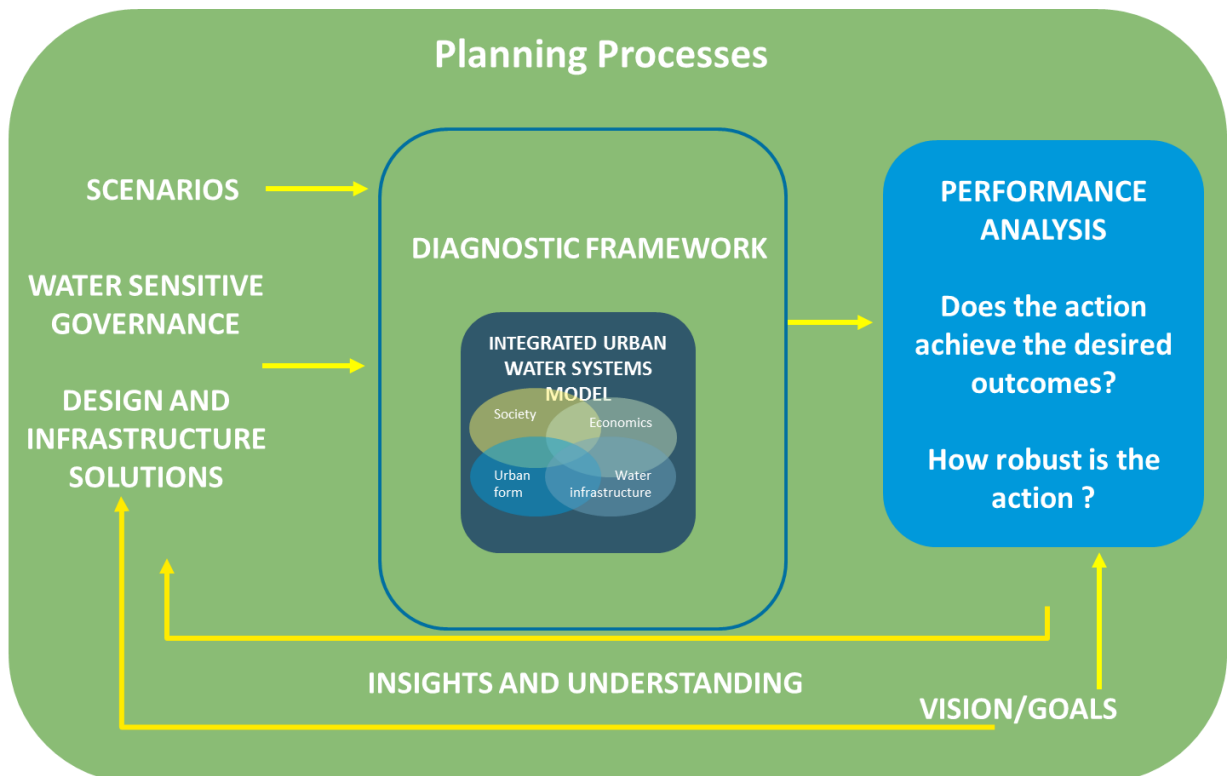 Planning Processes
SCENARIOS
WATER SENSITIVE
GOVERNANCE
DESIGN AND
INFRASTRUCTURE
SOLUTIONS
DIAGNOSTIC FRAMEWORK
INTEGRATED URBAN
WATER SYSTEMS
MODEL
Society
Economics
Urban
form
Water
infrastructure
PERFORMANCE
ANALYSIS
Does the action
achieve the desired
outcomes?
How robust is the
action ?
INSIGHTS AND UNDERSTANDING
VISION/GOALS